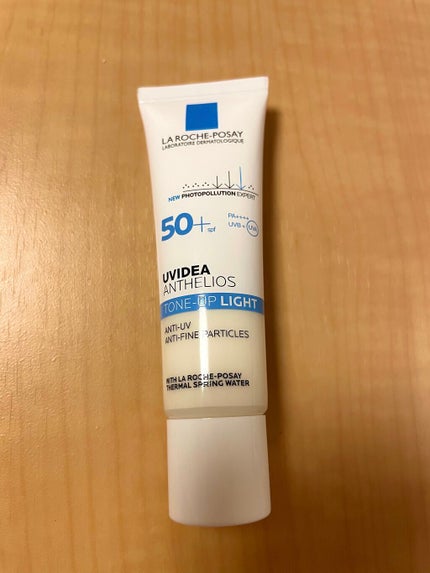 LA ROCHE-POSAY
LABORATOIRE DERMATOLOGIQUE
NEW PHOTOPOLLUTION EXPERT
50+ spf
PA++++
UVB + UVA
UVIDEA
ANTHELIOS
TONE-UP LIGHT
ANTI-UV
ANTI-FINE PARTICLES
WITH LA ROCHE-POSAY
THERMAL SPRING WATER